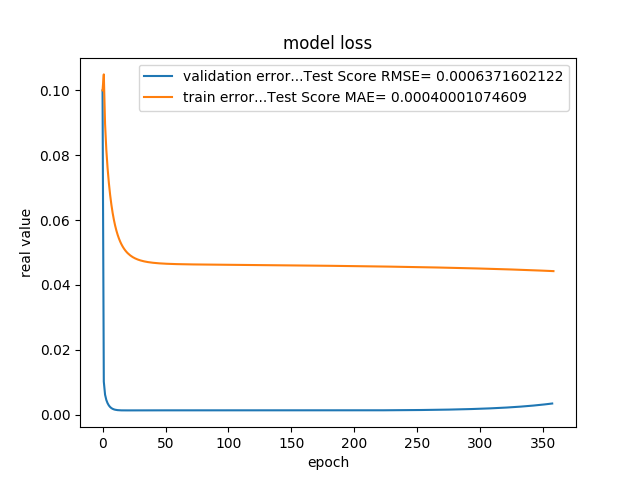 model loss
validation error...Test Score RMSE= 0.0006371602122
train error...Test Score MAE= 0.00040001074609
real value
0.10
0.08
0.06
0.04
0.02
0.00
0 50 100 150 200 250 300 350
epoch